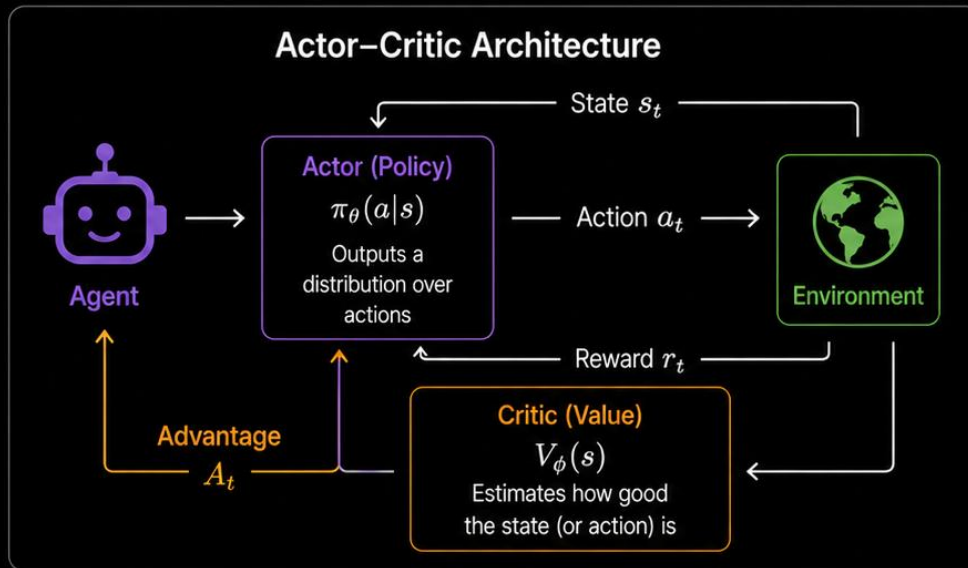 Actor–Critic Architecture
State sₜ
Actor (Policy)
π_θ(a|s)
Outputs a
distribution over
actions
Action aₜ
Agent
Environment
Reward rₜ
Critic (Value)
V_ϕ(s)
Estimates how good
the state (or action) is
Advantage
Aₜ